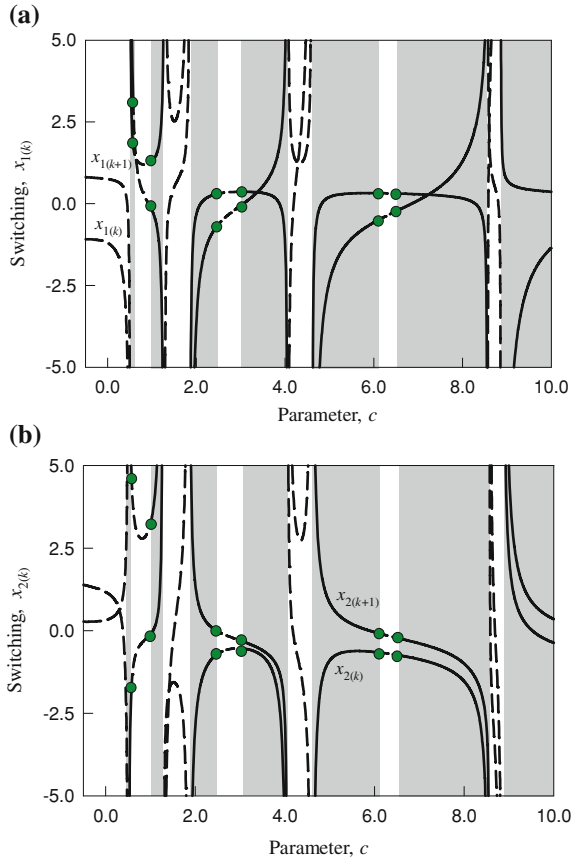 (a)
5.0
2.5
0.0
-2.5
-5.0
Switching, x1(k)
x1(k+1)
x1(k)
0.0 2.0 4.0 6.0 8.0 10.0
Parameter, c
(b)
5.0
2.5
0.0
-2.5
-5.0
Switching, x2(k)
x2(k+1)
x2(k)
0.0 2.0 4.0 6.0 8.0 10.0
Parameter, c